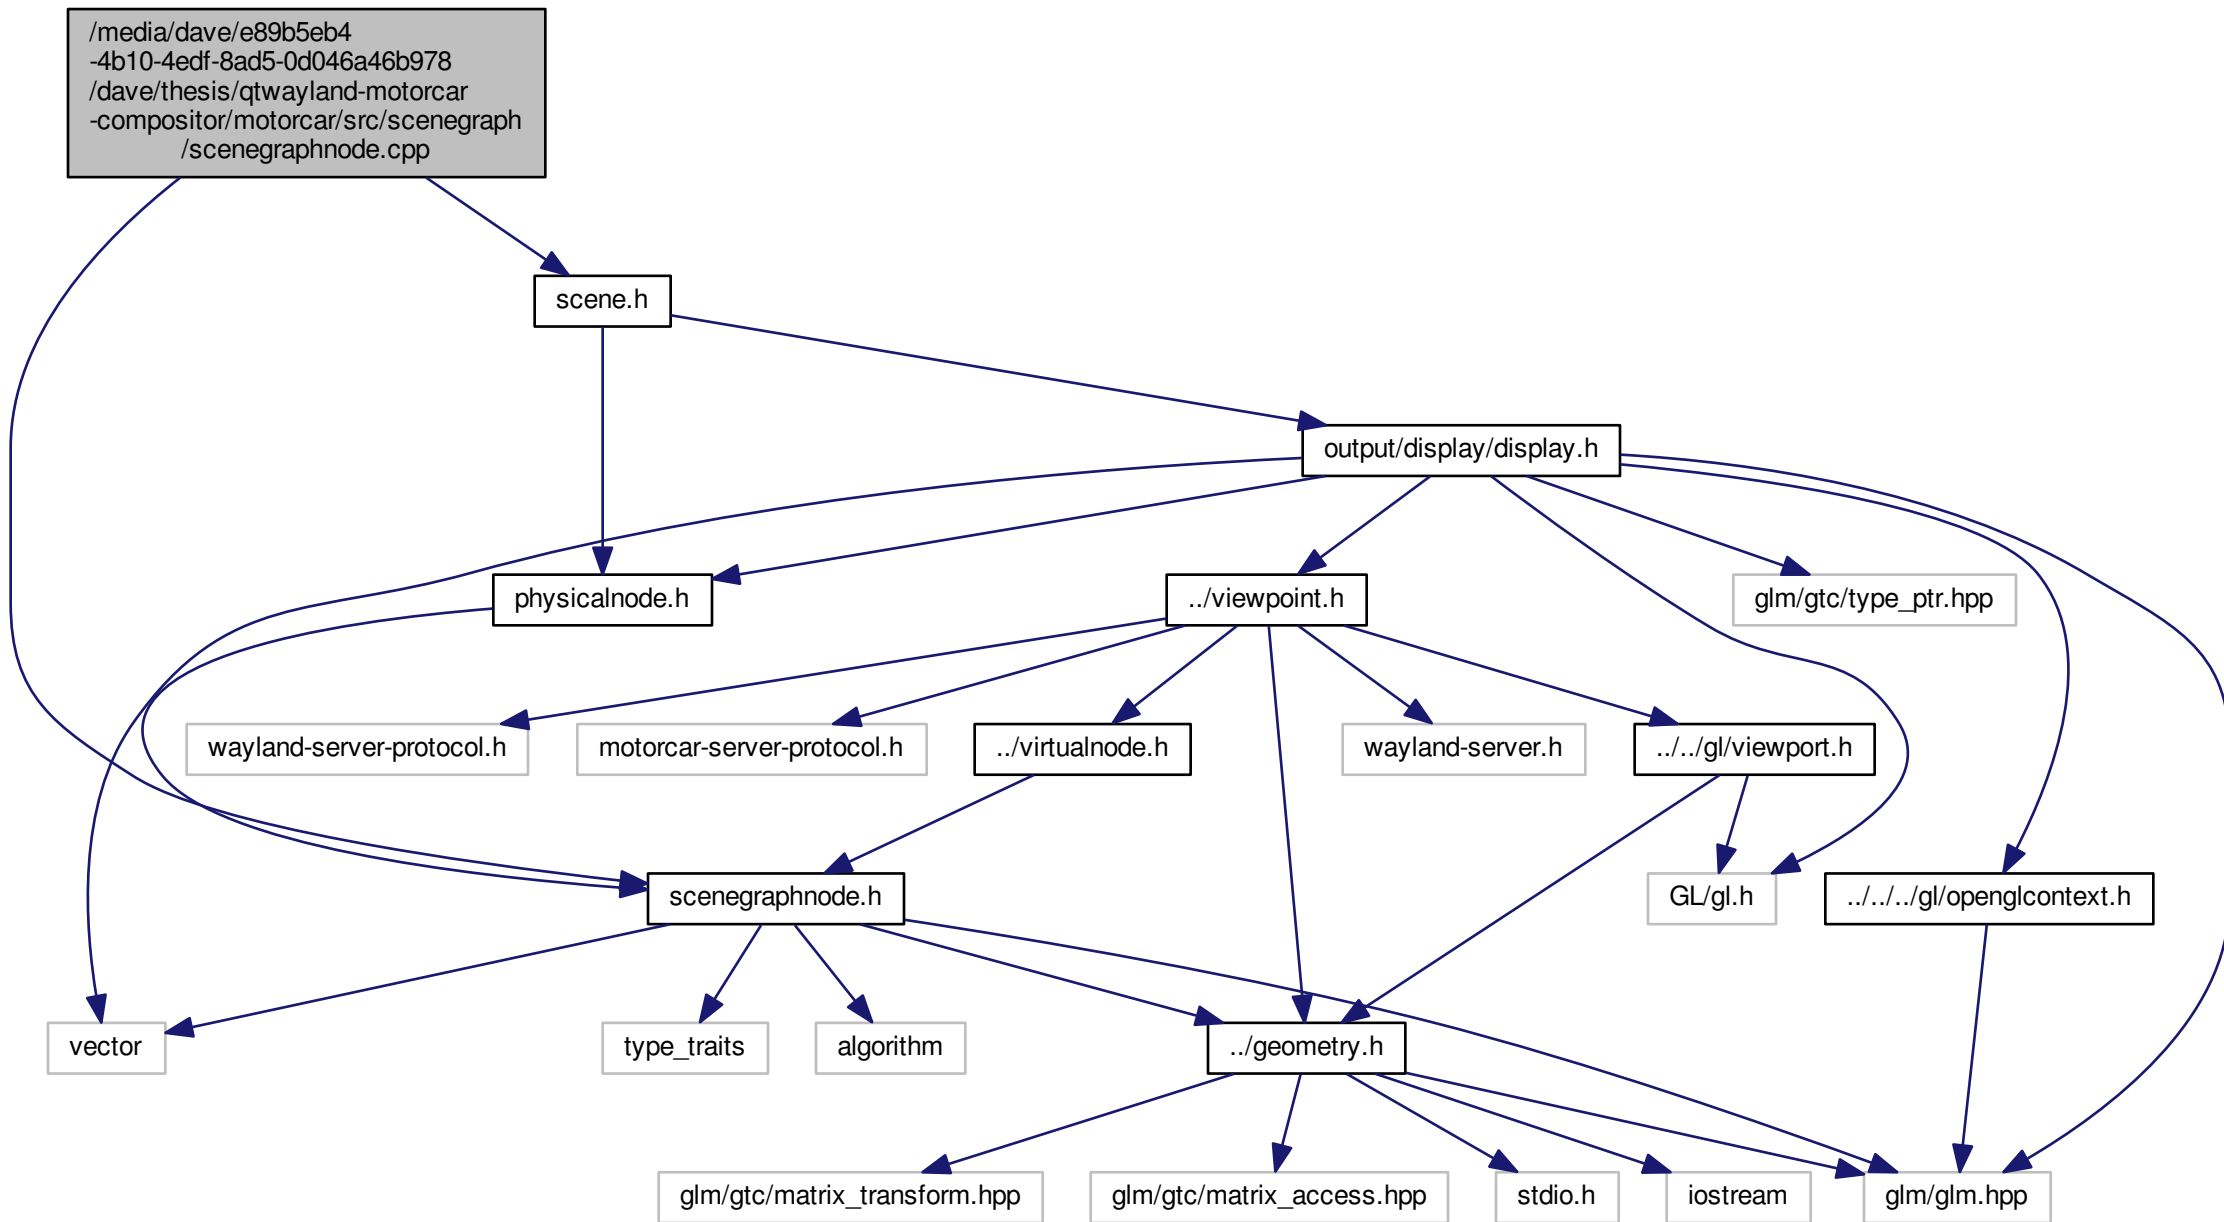 /media/dave/e89b5eb4
-4b10-4edf-8ad5-0d046a46b978
/dave/thesis/qtwayland-motorcar
-compositor/motorcar/src/scenegraph
/scenegraphnode.cpp
scene.h
output/display/display.h
physicalnode.h
../viewpoint.h
glm/gtc/type_ptr.hpp
wayland-server-protocol.h
motorcar-server-protocol.h
../virtualnode.h
wayland-server.h
../../gl/viewport.h
scenegraphnode.h
GL/gl.h
../../../gl/openglcontext.h
vector
type_traits
algorithm
../geometry.h
glm/gtc/matrix_transform.hpp
glm/gtc/matrix_access.hpp
stdio.h
iostream
glm/glm.hpp